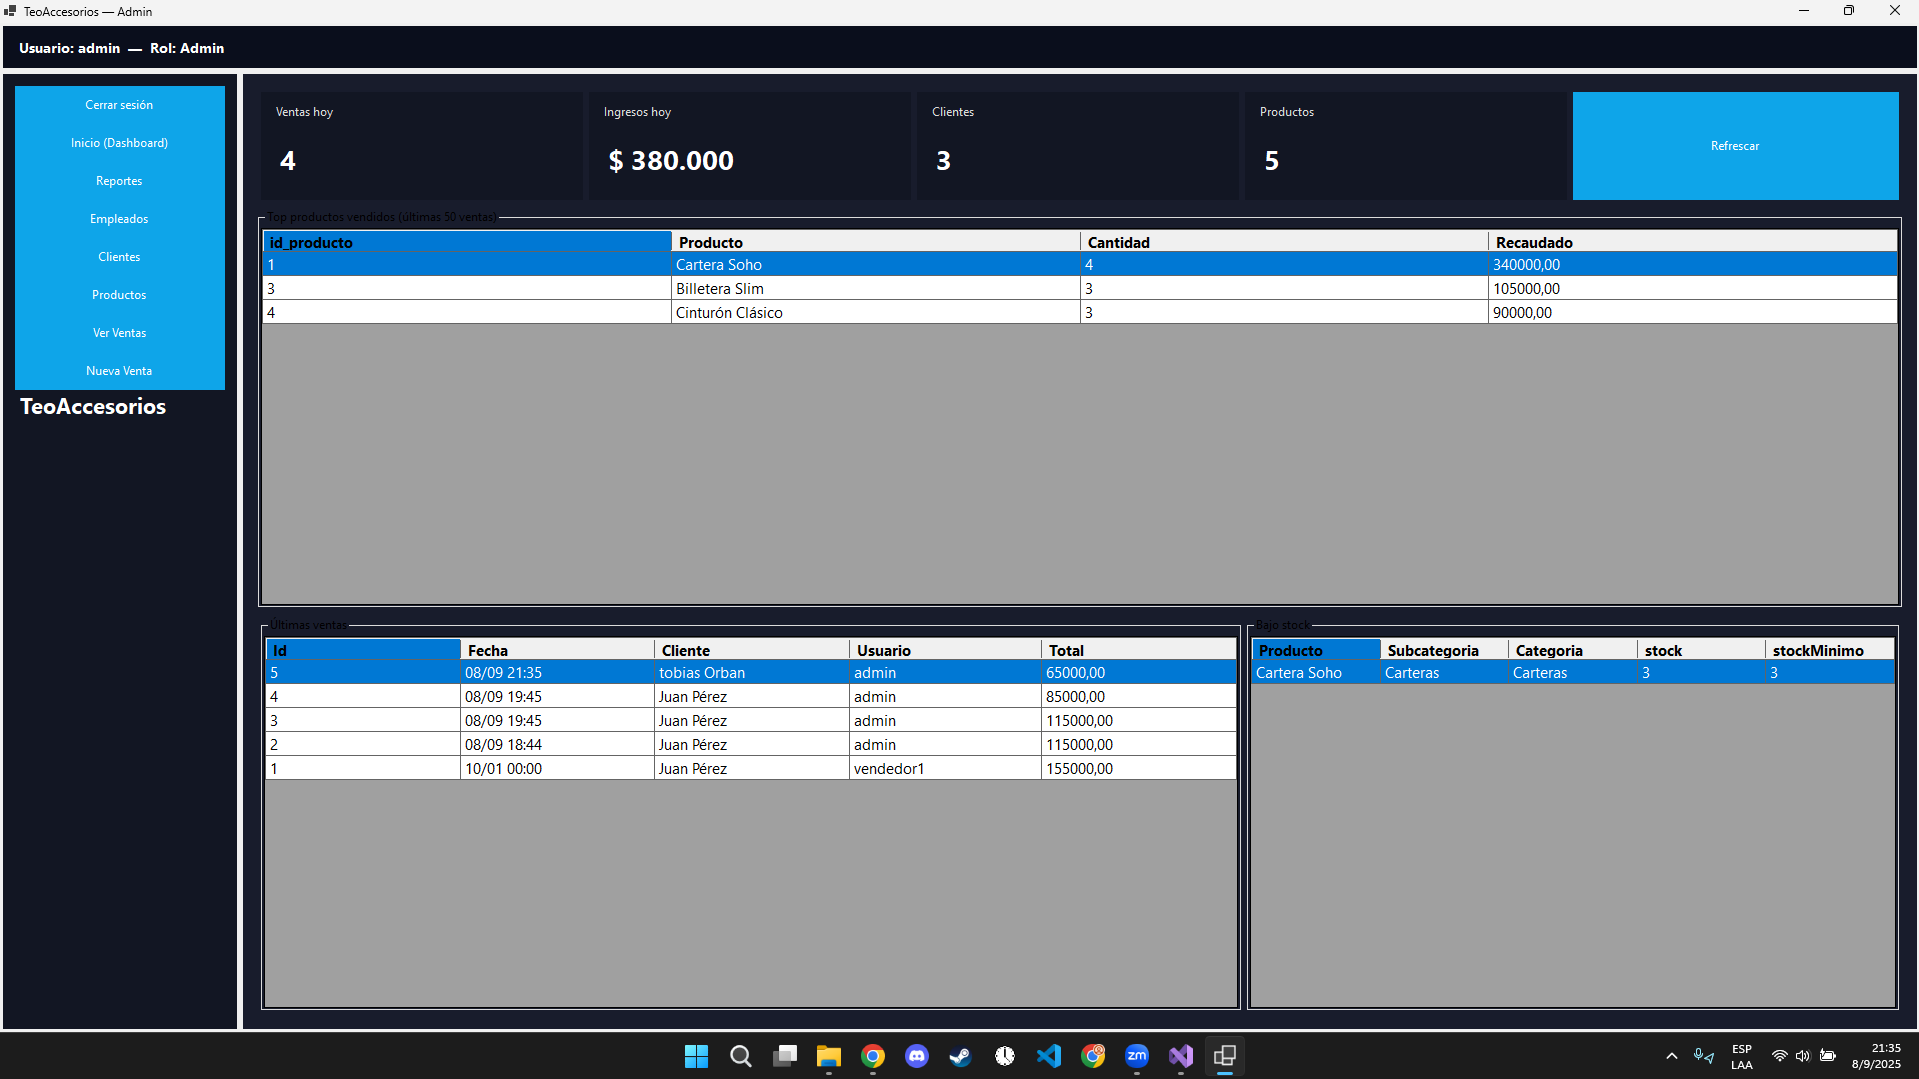 TeoAccesorios — Admin
Usuario: admin — Rol: Admin
Cerrar sesión
Inicio (Dashboard)
Reportes
Empleados
Clientes
Productos
Ver Ventas
Nueva Venta
TeoAccesorios
Ventas hoy
4
Ingresos hoy
$ 380.000
Clientes
3
Productos
5
Refrescar
Top productos vendidos (últimas 50 ventas)
id_producto Producto Cantidad Recaudado
1 Cartera Soho 4 340000,00
3 Billetera Slim 3 105000,00
4 Cinturón Clásico 3 90000,00
Últimas ventas
Id Fecha Cliente Usuario Total
5 08/09 21:35 tobias Orban admin 65000,00
4 08/09 19:45 Juan Pérez admin 85000,00
3 08/09 19:45 Juan Pérez admin 115000,00
2 08/09 18:44 Juan Pérez admin 115000,00
1 10/01 00:00 Juan Pérez vendedor1 155000,00
Bajo stock
Producto Subcategoria Categoria stock stockMinimo
Cartera Soho Carteras Carteras 3 3
zm
ESP
LAA
21:35
8/9/2025